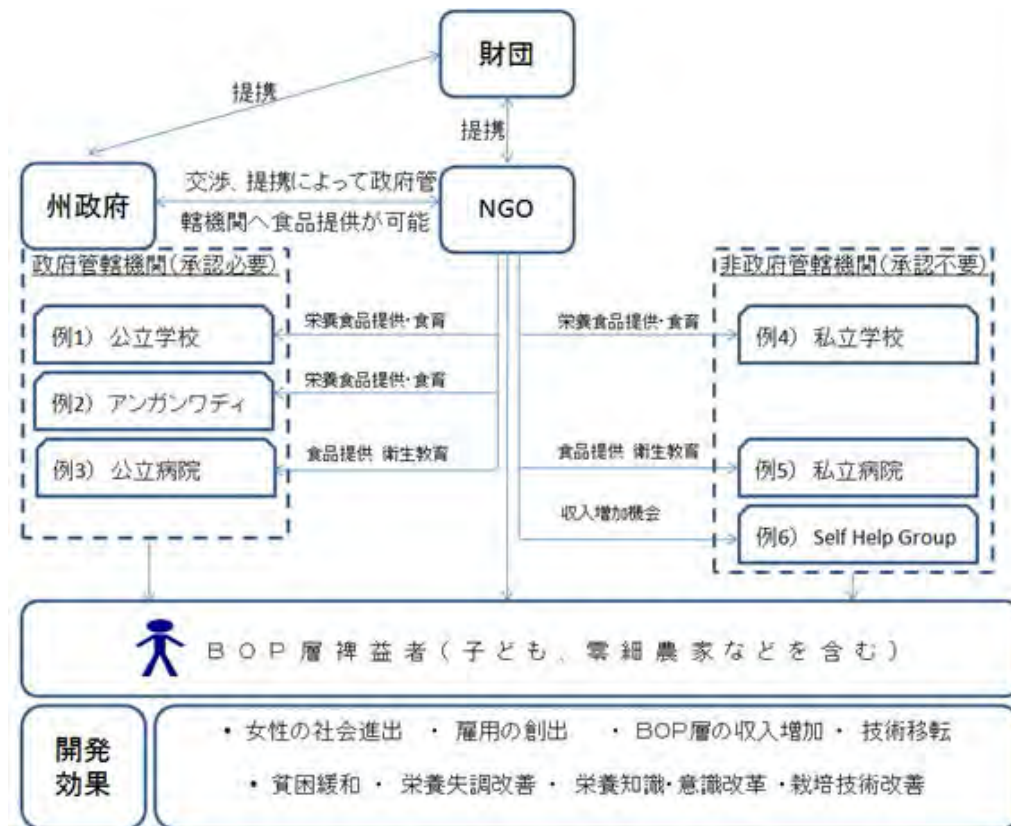 財団
提携
提携
州政府
交渉、提携によって政府管
轄機関へ食品提供が可能
NGO
政府管轄機関(承認必要)
非政府管轄機関(承認不要)
例1) 公立学校
栄養食品提供・食育
栄養食品提供・食育
例4) 私立学校
例2) アンガンワディ
栄養食品提供・食育
例3) 公立病院
食品提供 衛生教育
食品提供 衛生教育
例5) 私立病院
収入増加機会
例6) Self Help Group
BOP層裨益者(子ども、零細農家などを含む)
開発
効果
・ 女性の社会進出 ・ 雇用の創出 ・ BOP層の収入増加 ・ 技術移転
・ 貧困緩和 ・ 栄養失調改善 ・ 栄養知識・意識改革 ・栽培技術改善